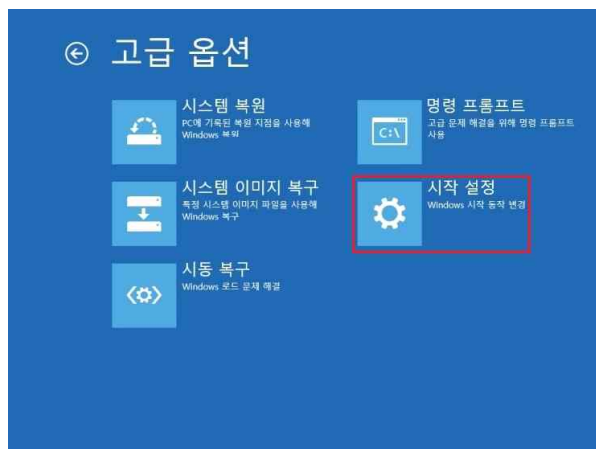 고급 옵션
시스템 복원
PC에 기록된 복원 지점을 사용해
Windows 복원
명령 프롬프트
고급 문제 해결을 위해 명령 프롬프트
사용
C:\
시스템 이미지 복구
특정 시스템 이미지 파일을 사용해
Windows 복구
시작 설정
Windows 시작 동작 변경
시동 복구
Windows 로드 문제 해결